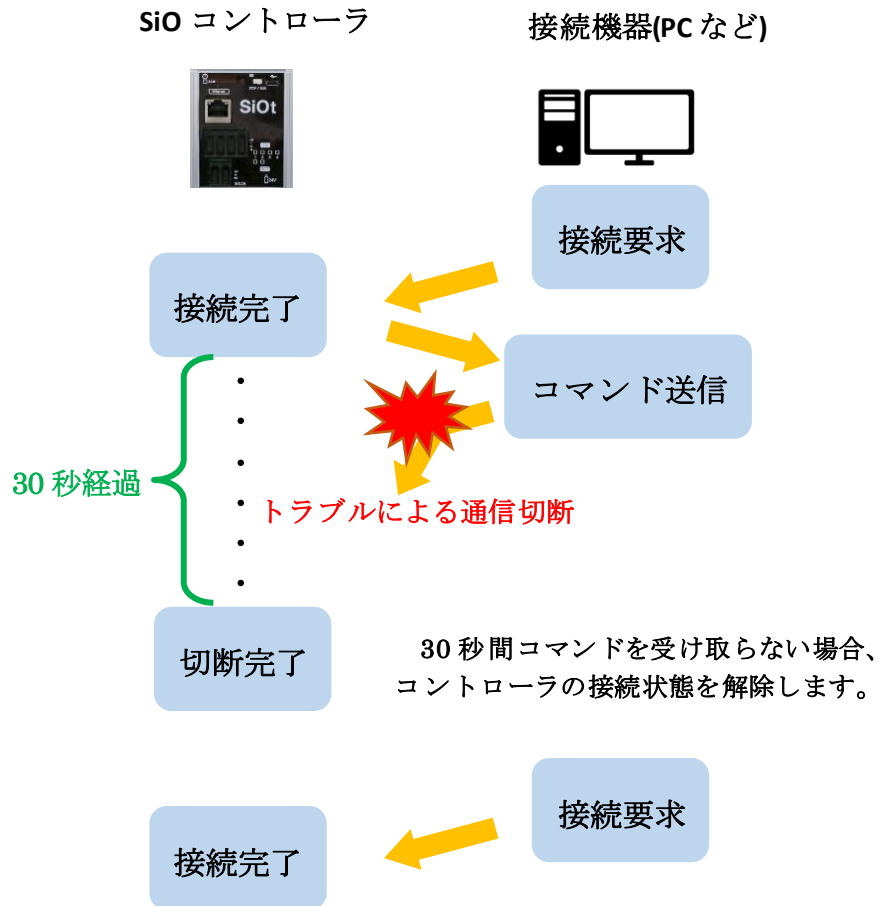 SiO コントローラ
接続機器(PC など)
SiOt
接続要求
接続完了
コマンド送信
30 秒経過
トラブルによる通信切断
切断完了
30 秒間コマンドを受け取らない場合、
コントローラの接続状態を解除します。
接続要求
接続完了